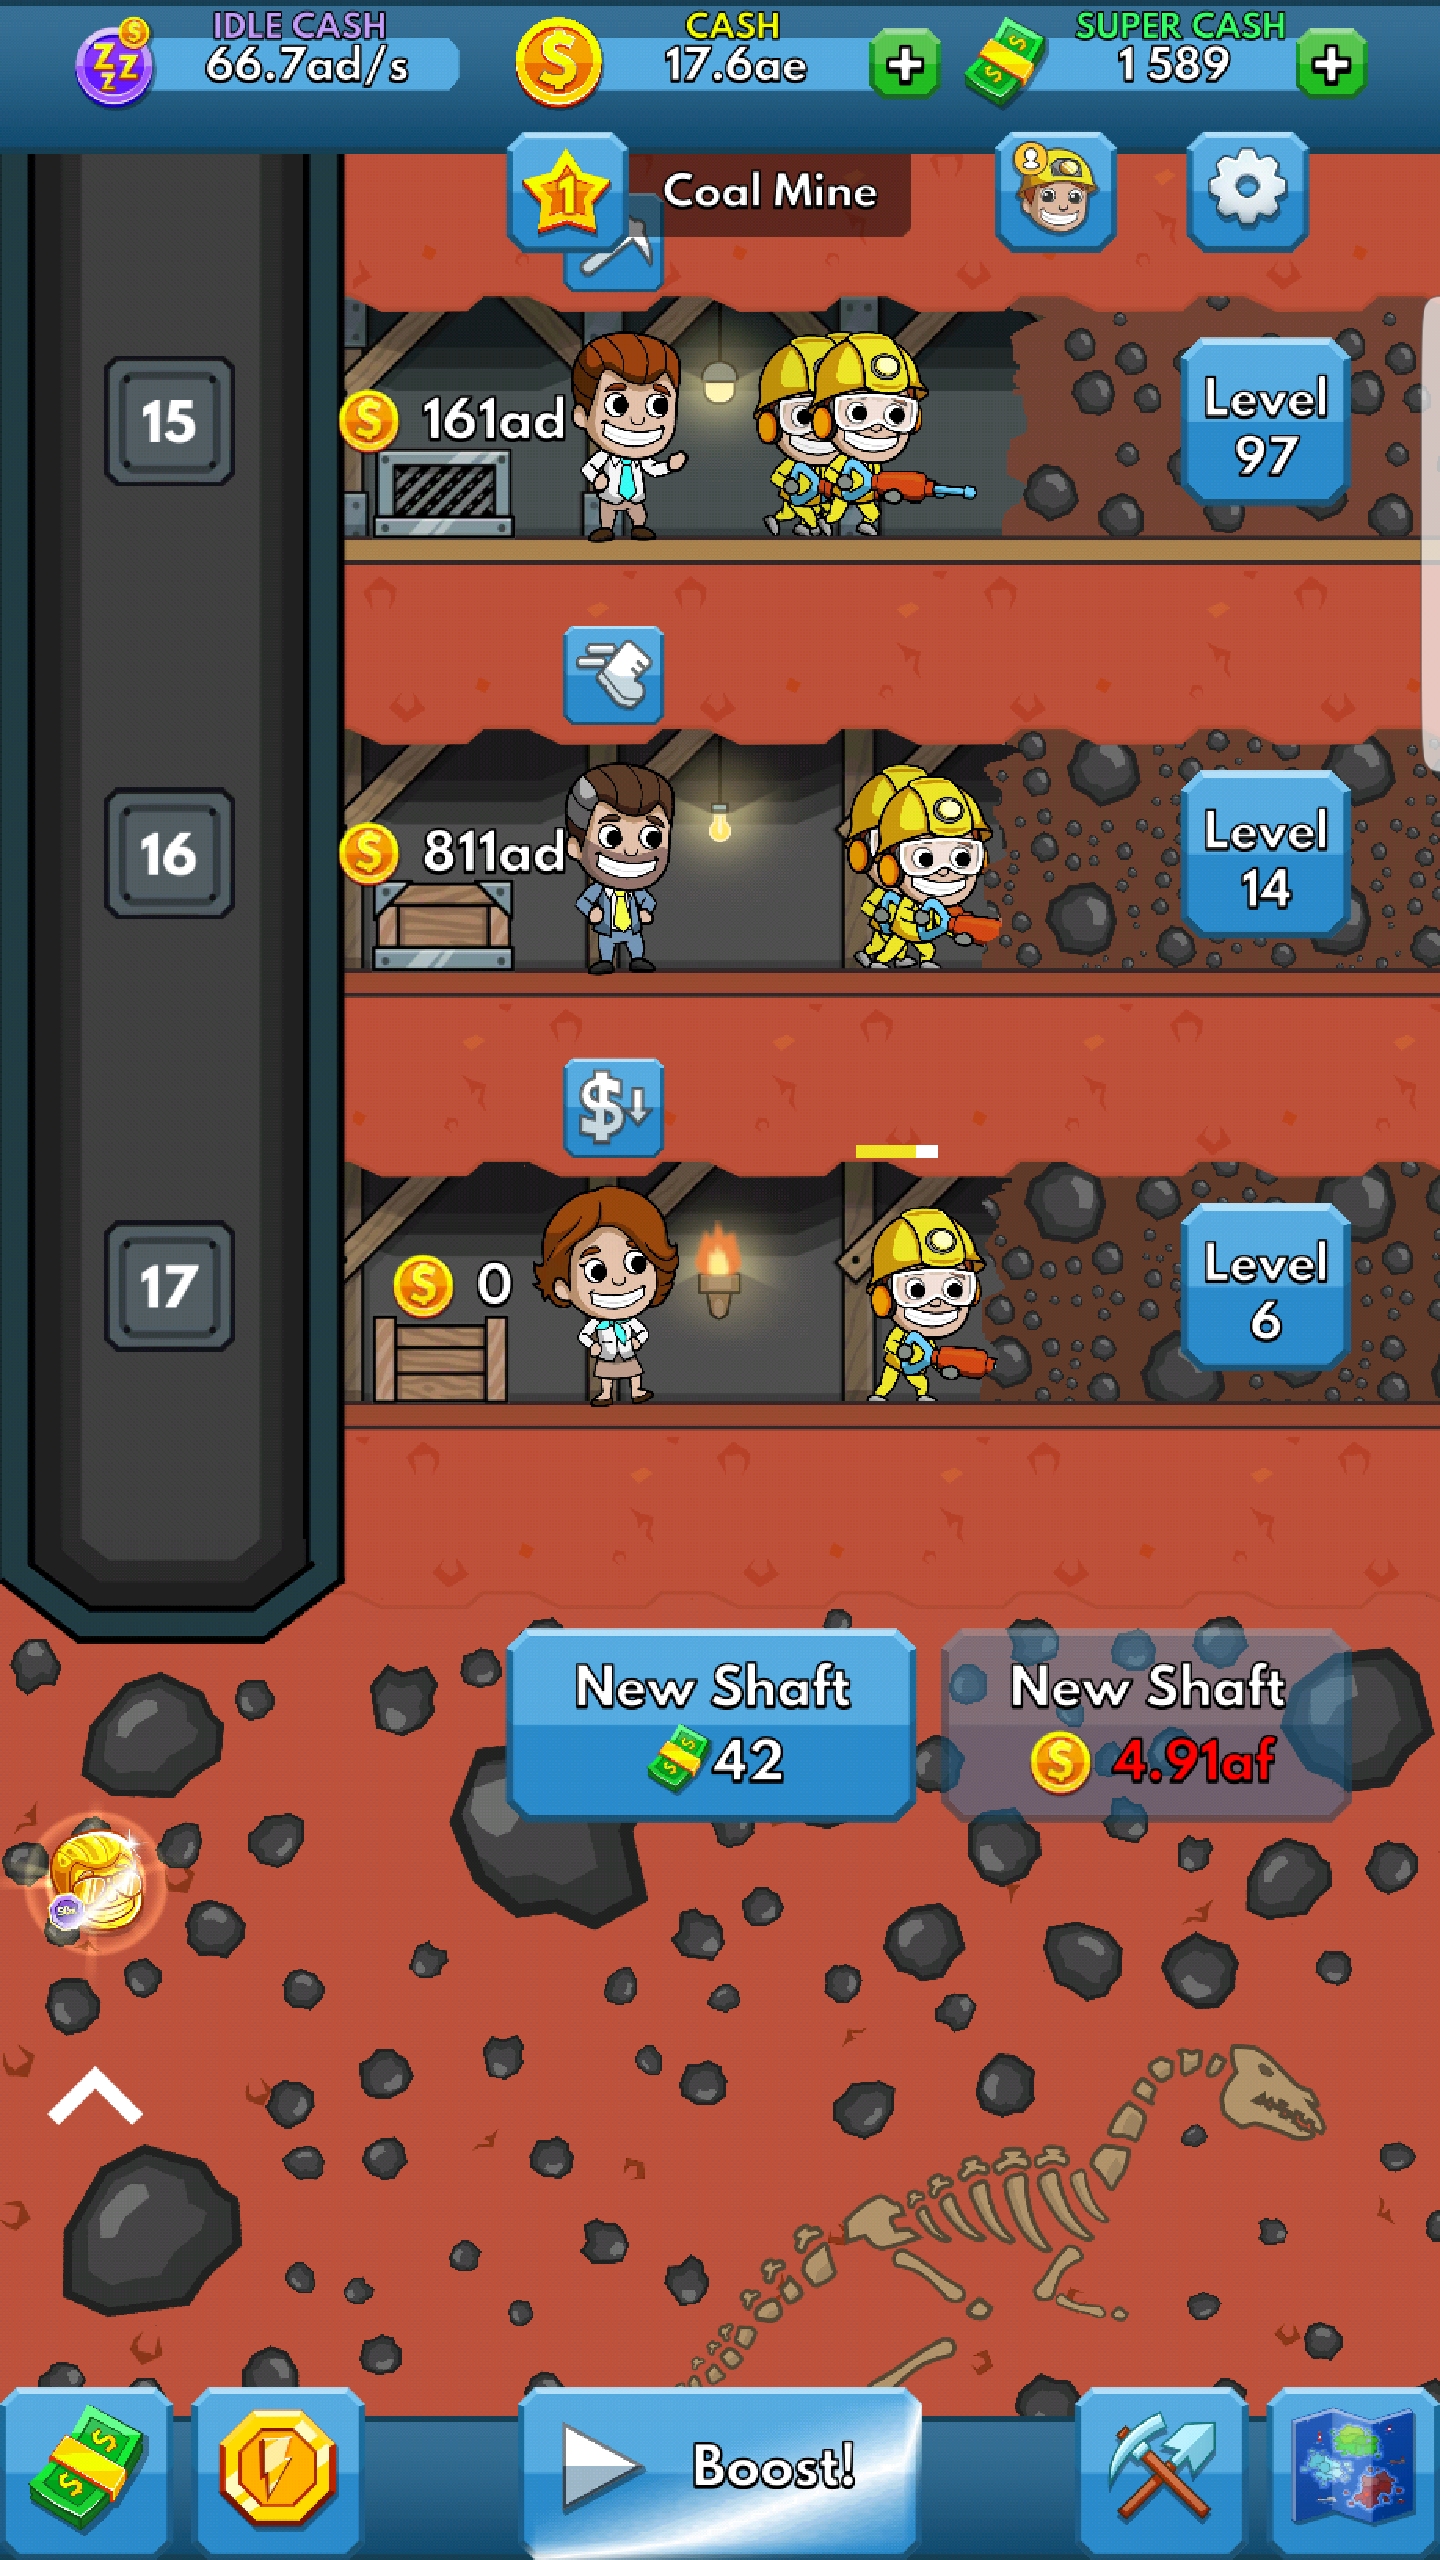 IDLE CASH
66.7ad/s
CASH
17.6ae
SUPER CASH
1 589
1
Coal Mine
15
161ad
Level
97
16
811ad
Level
14
17
0
Level
6
New Shaft
42
New Shaft
4.91af
Boost!